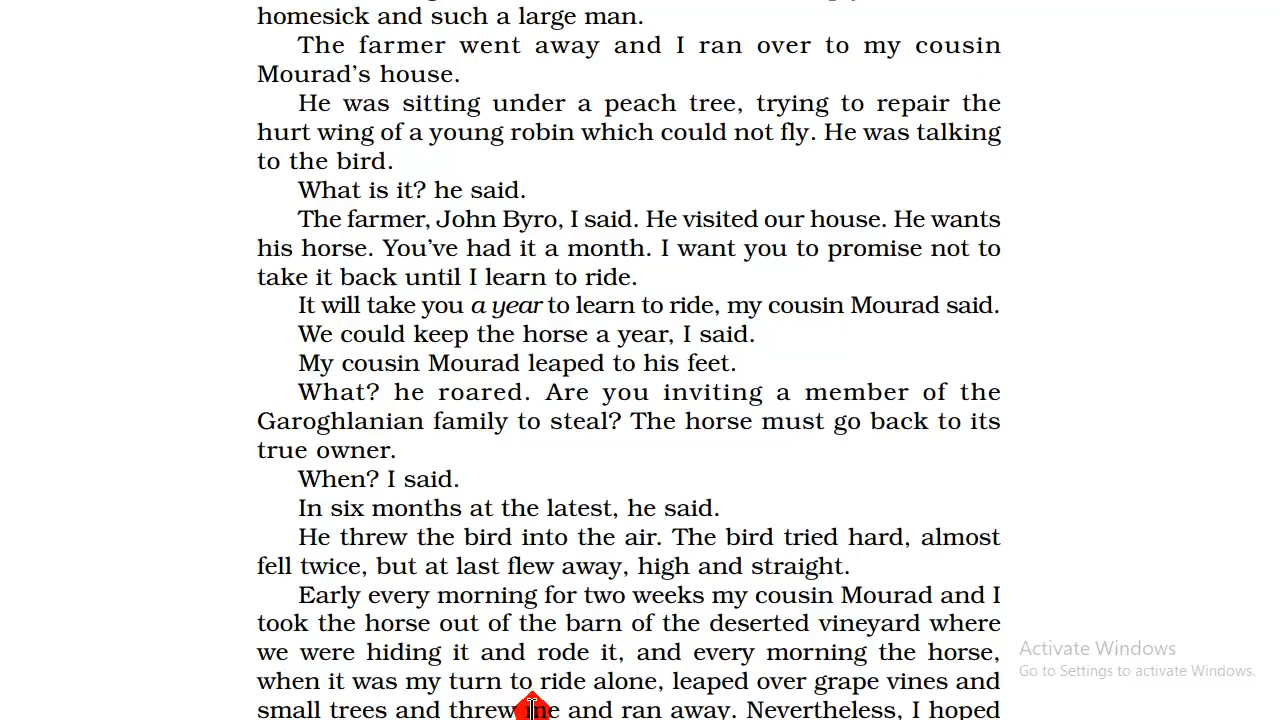 homesick and such a large man.
The farmer went away and I ran over to my cousin
Mourad's house.
He was sitting under a peach tree, trying to repair the
hurt wing of a young robin which could not fly. He was talking
to the bird.
What is it? he said.
The farmer, John Byro, I said. He visited our house. He wants
his horse. You've had it a month. I want you to promise not to
take it back until I learn to ride.
It will take you a year to learn to ride, my cousin Mourad said.
We could keep the horse a year, I said.
My cousin Mourad leaped to his feet.
What? he roared. Are you inviting a member of the
Garoghlanian family to steal? The horse must go back to its
true owner.
When? I said.
In six months at the latest, he said.
He threw the bird into the air. The bird tried hard, almost
fell twice, but at last flew away, high and straight.
Early every morning for two weeks my cousin Mourad and I
took the horse out of the barn of the deserted vineyard where
we were hiding it and rode it, and every morning the horse,
when it was my turn to ride alone, leaped over grape vines and
small trees and threw me and ran away. Nevertheless, I hoped
Activate Windows
Go to Settings to activate Windows.